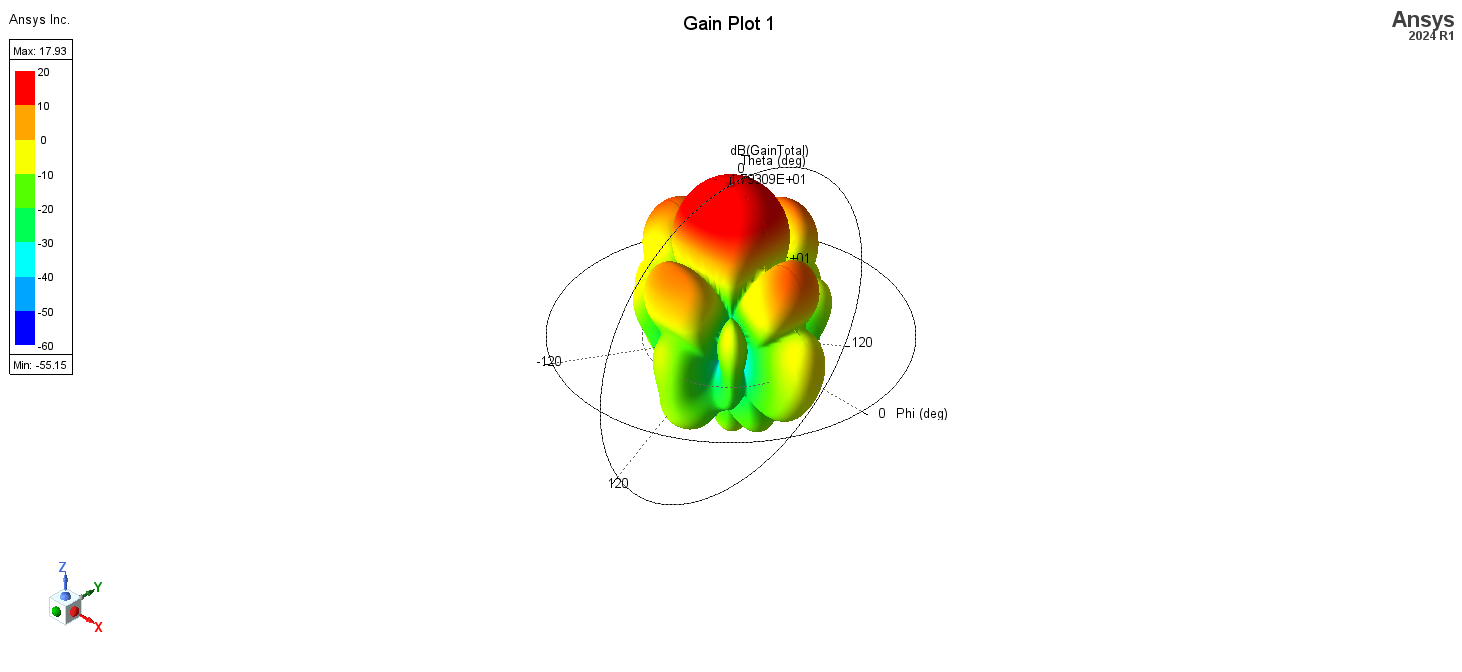 Ansys Inc.
Gain Plot 1
Ansys
2024 R1
Max: 17.93
20
10
0
-10
-20
-30
-40
-50
-60
Min: -55.15
dB(GainTotal)
Theta (deg)
0
+01
-120
120
0 Phi (deg)
120
Z
Y
X